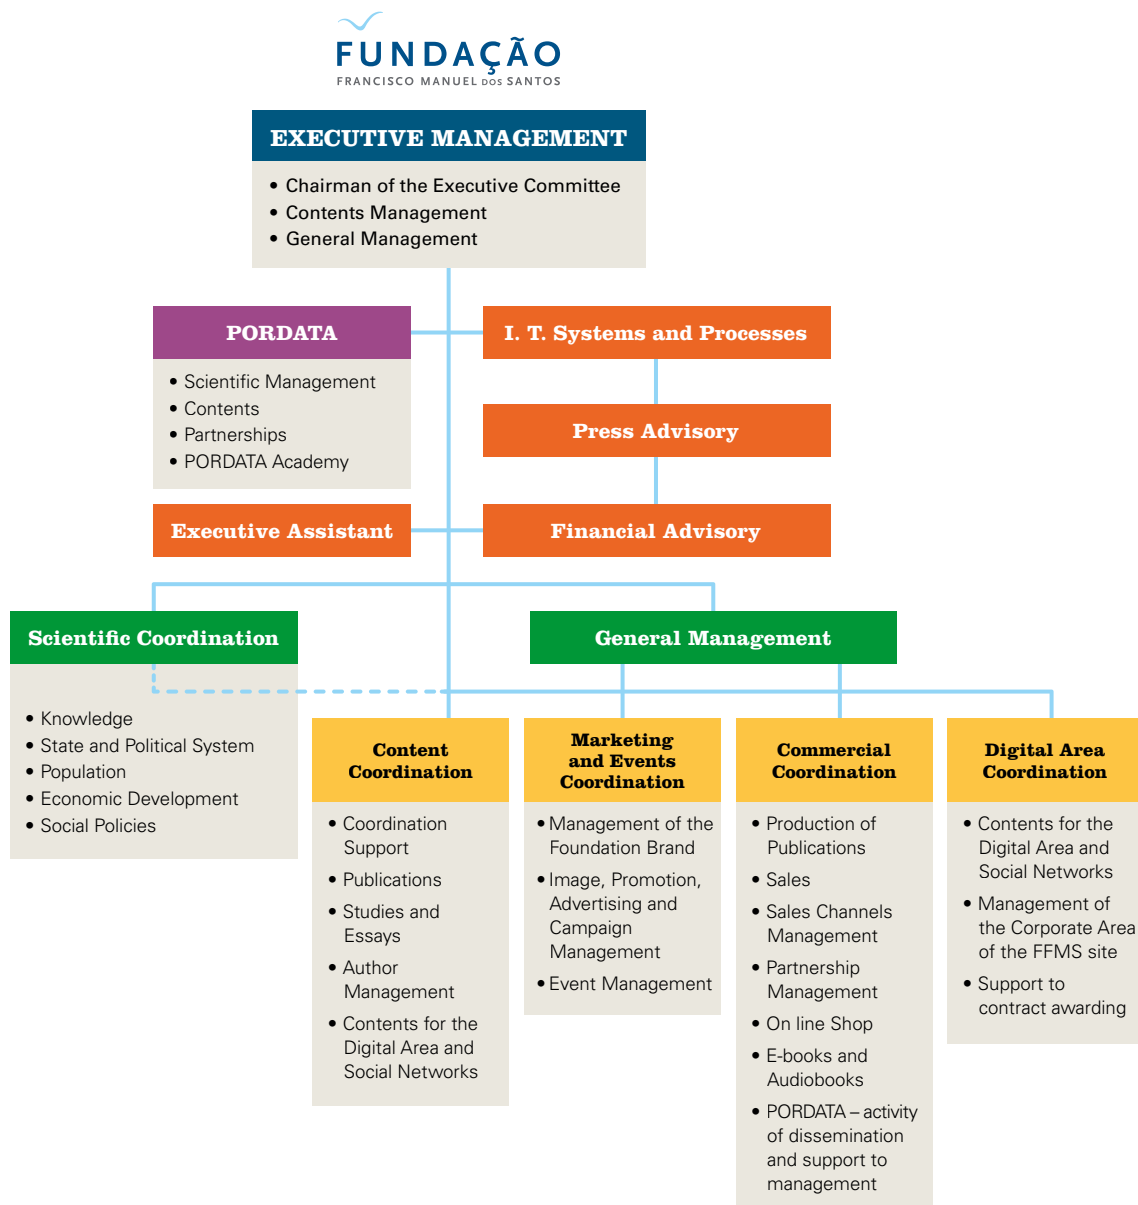 FUNDAÇÃO
FRANCISCO MANUEL DOS SANTOS
EXECUTIVE MANAGEMENT
• Chairman of the Executive Committee
• Contents Management
• General Management
PORDATA
• Scientific Management
• Contents
• Partnerships
• PORDATA Academy
I. T. Systems and Processes
Press Advisory
Executive Assistant
Financial Advisory
Scientific Coordination
• Knowledge
• State and Political System
• Population
• Economic Development
• Social Policies
General Management
Content
Coordination
• Coordination
Support
• Publications
• Studies and
Essays
• Author
Management
• Contents for the
Digital Area and
Social Networks
Marketing
and Events
Coordination
• Management of the
Foundation Brand
• Image, Promotion,
Advertising and
Campaign
Management
• Event Management
Commercial
Coordination
• Production of
Publications
• Sales
• Sales Channels
Management
• Partnership
Management
• On line Shop
• E-books and
Audiobooks
• PORDATA – activity
of dissemination
and support to
management
Digital Area
Coordination
• Contents for the
Digital Area and
Social Networks
• Management of
the Corporate Area
of the FFMS site
• Support to
contract awarding